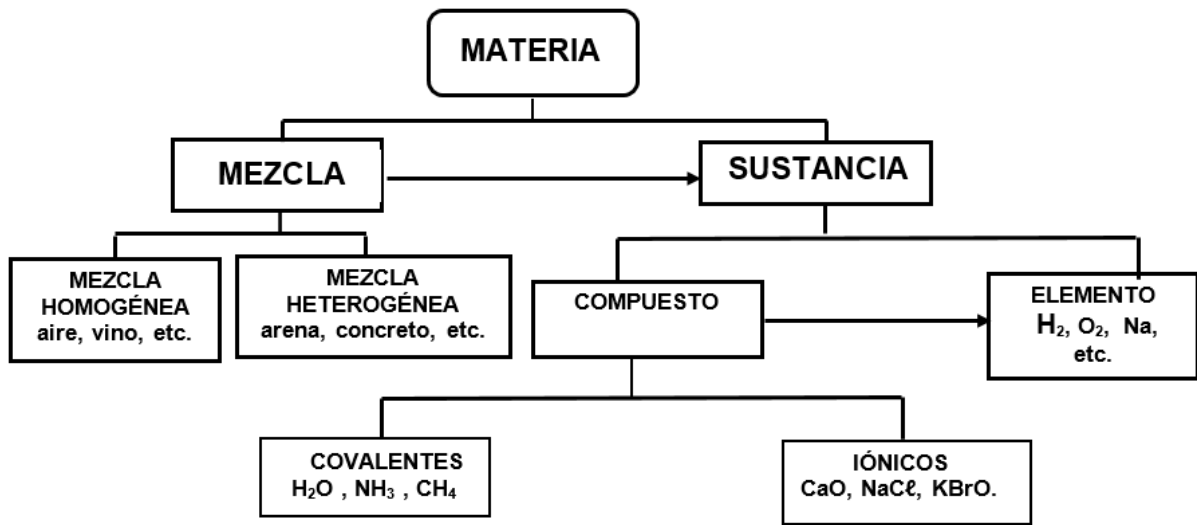 MATERIA
MEZCLA
SUSTANCIA
MEZCLA
HOMOGÉNEA
aire, vino, etc.
MEZCLA
HETEROGÉNEA
arena, concreto, etc.
COMPUESTO
ELEMENTO
H₂, O₂, Na,
etc.
COVALENTES
H₂O , NH₃ , CH₄
IÓNICOS
CaO, NaCℓ, KBrO.